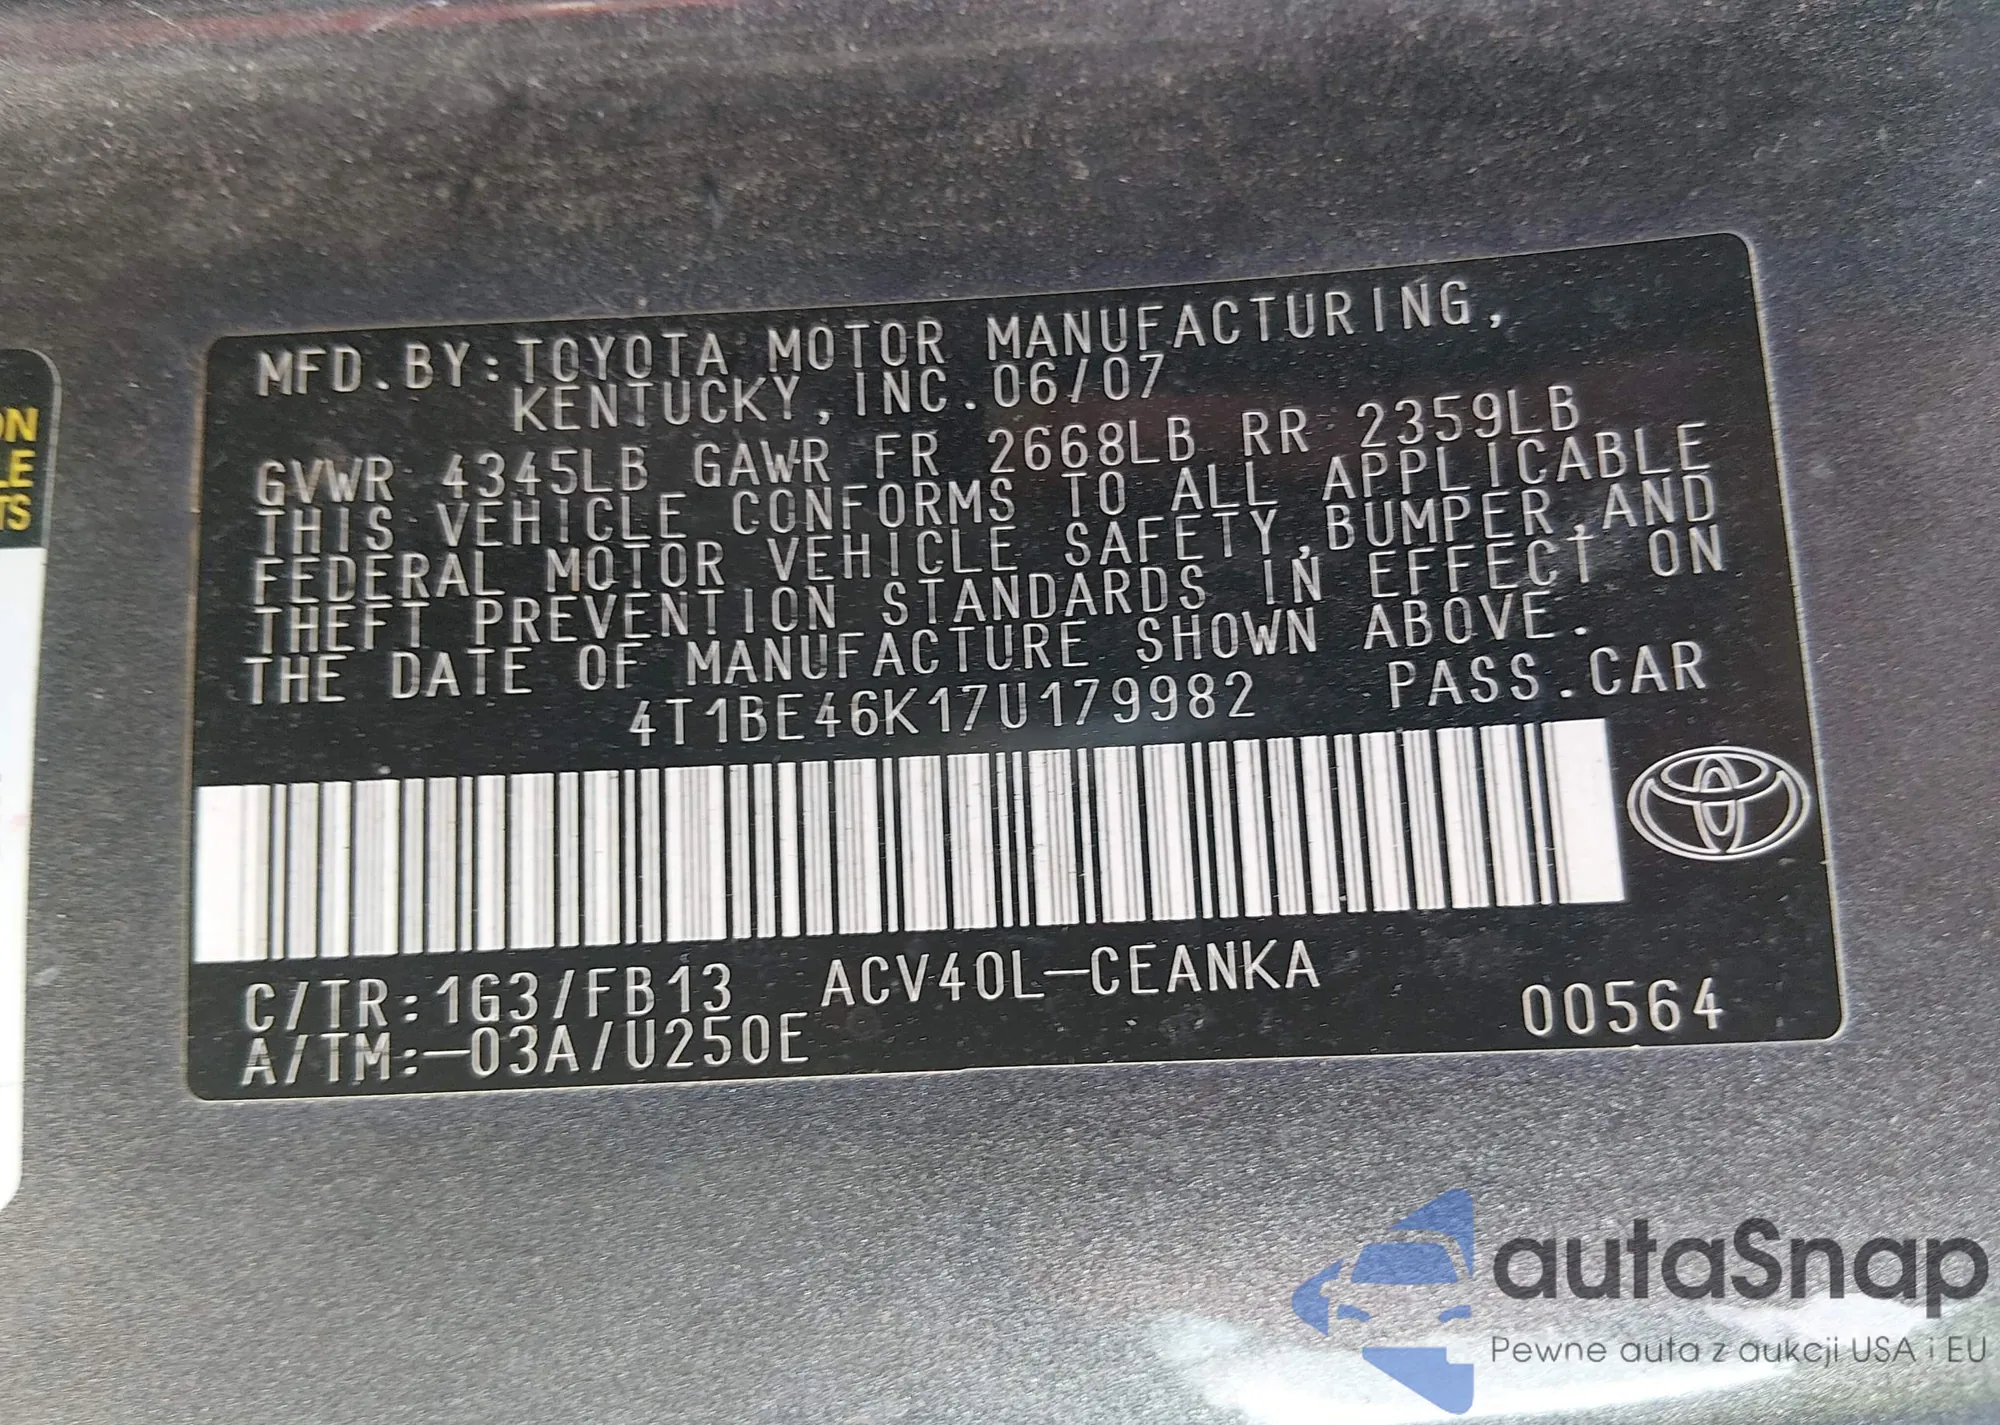 ON
LE
TS
MFD.BY:TOYOTA MOTOR MANUFACTURING,
KENTUCKY, INC.06/07
GVWR 4345LB GAWR FR 2668LB RR 2359LB
THIS VEHICLE CONFORMS TO ALL APPLICABLE
FEDERAL MOTOR VEHICLE SAFETY,BUMPER,AND
THEFT PREVENTION STANDARDS IN EFFECT ON
THE DATE OF MANUFACTURE SHOWN ABOVE.
4T1BE46K17U179982 PASS.CAR
C/TR:1G3/FB13 ACV40L-CEANKA
A/TM:-03A/U250E 00564
autaSnap
Pewne auta z aukcji USA i EU